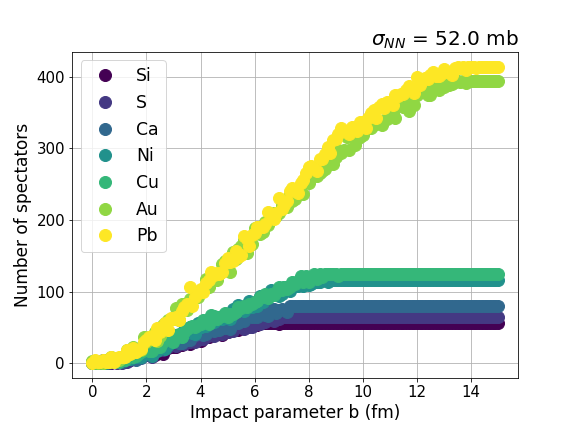 σNN = 52.0 mb
Si
S
Ca
Ni
Cu
Au
Pb
Number of spectators
400
300
200
100
0
0 2 4 6 8 10 12 14
Impact parameter b (fm)